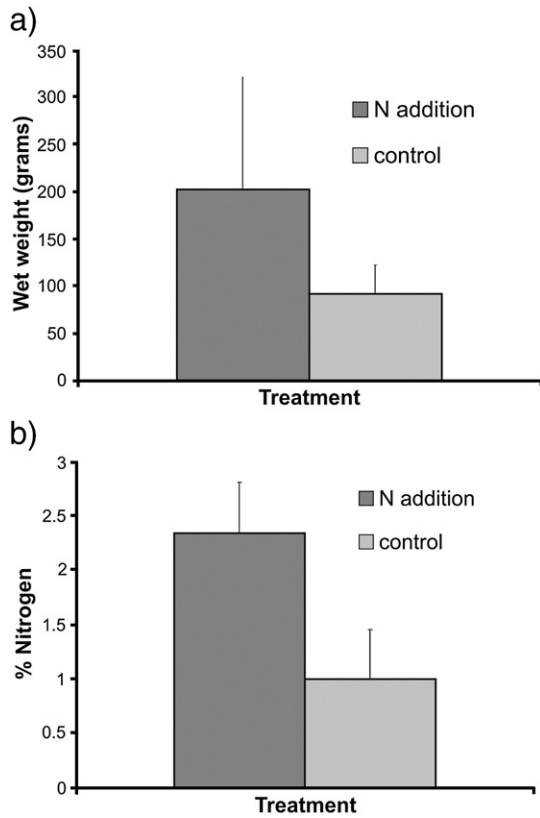 a)
350
300
250
200
150
100
50
0
Wet weight (grams)
N addition
control
Treatment
b)
3
2.5
2
1.5
1
0.5
0
% Nitrogen
N addition
control
Treatment